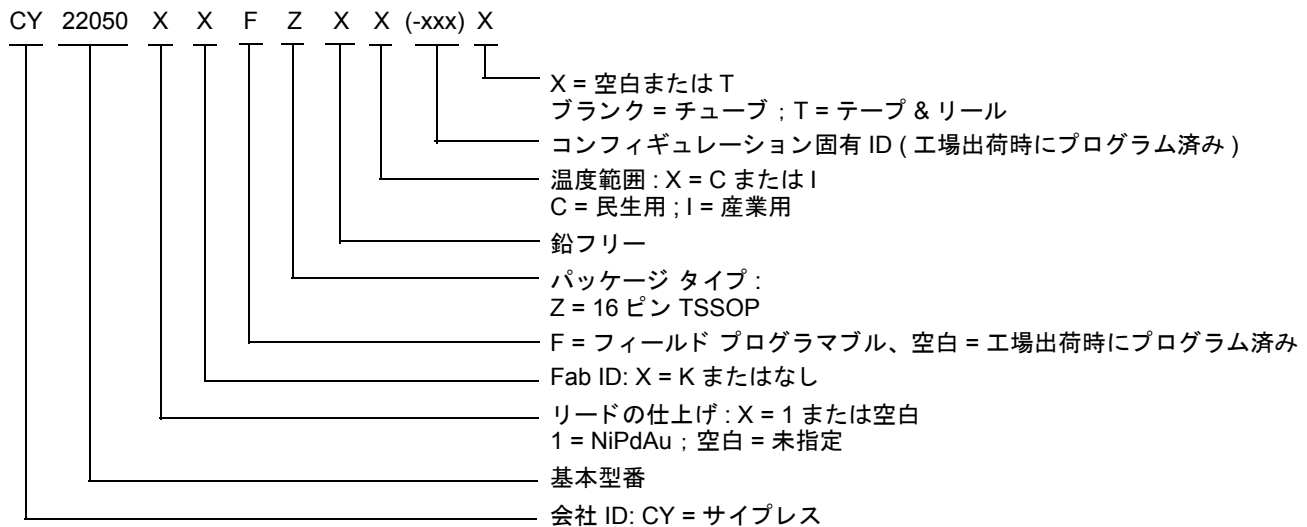 CY 22050 X X F Z X X (-xxx) X
X = 空白または T
ブランク = チューブ ; T = テープ & リール
コンフィギュレーション固有 ID ( 工場出荷時にプログラム済み )
温度範囲 : X = C または I
C = 民生用 ; I = 産業用
鉛フリー
パッケージ タイプ :
Z = 16 ピン TSSOP
F = フィールド プログラマブル、空白 = 工場出荷時にプログラム済み
Fab ID: X = K またはなし
リードの仕上げ : X = 1 または空白
1 = NiPdAu ; 空白 = 未指定
基本型番
会社 ID: CY = サイプレス